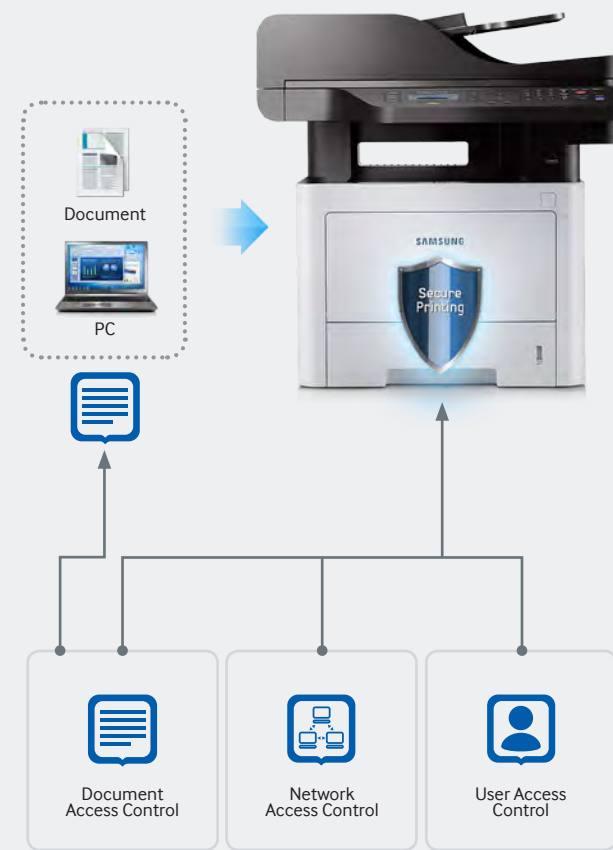 Document
PC
SAMSUNG
Secure
Printing
Document
Access Control
Network
Access Control
User Access
Control